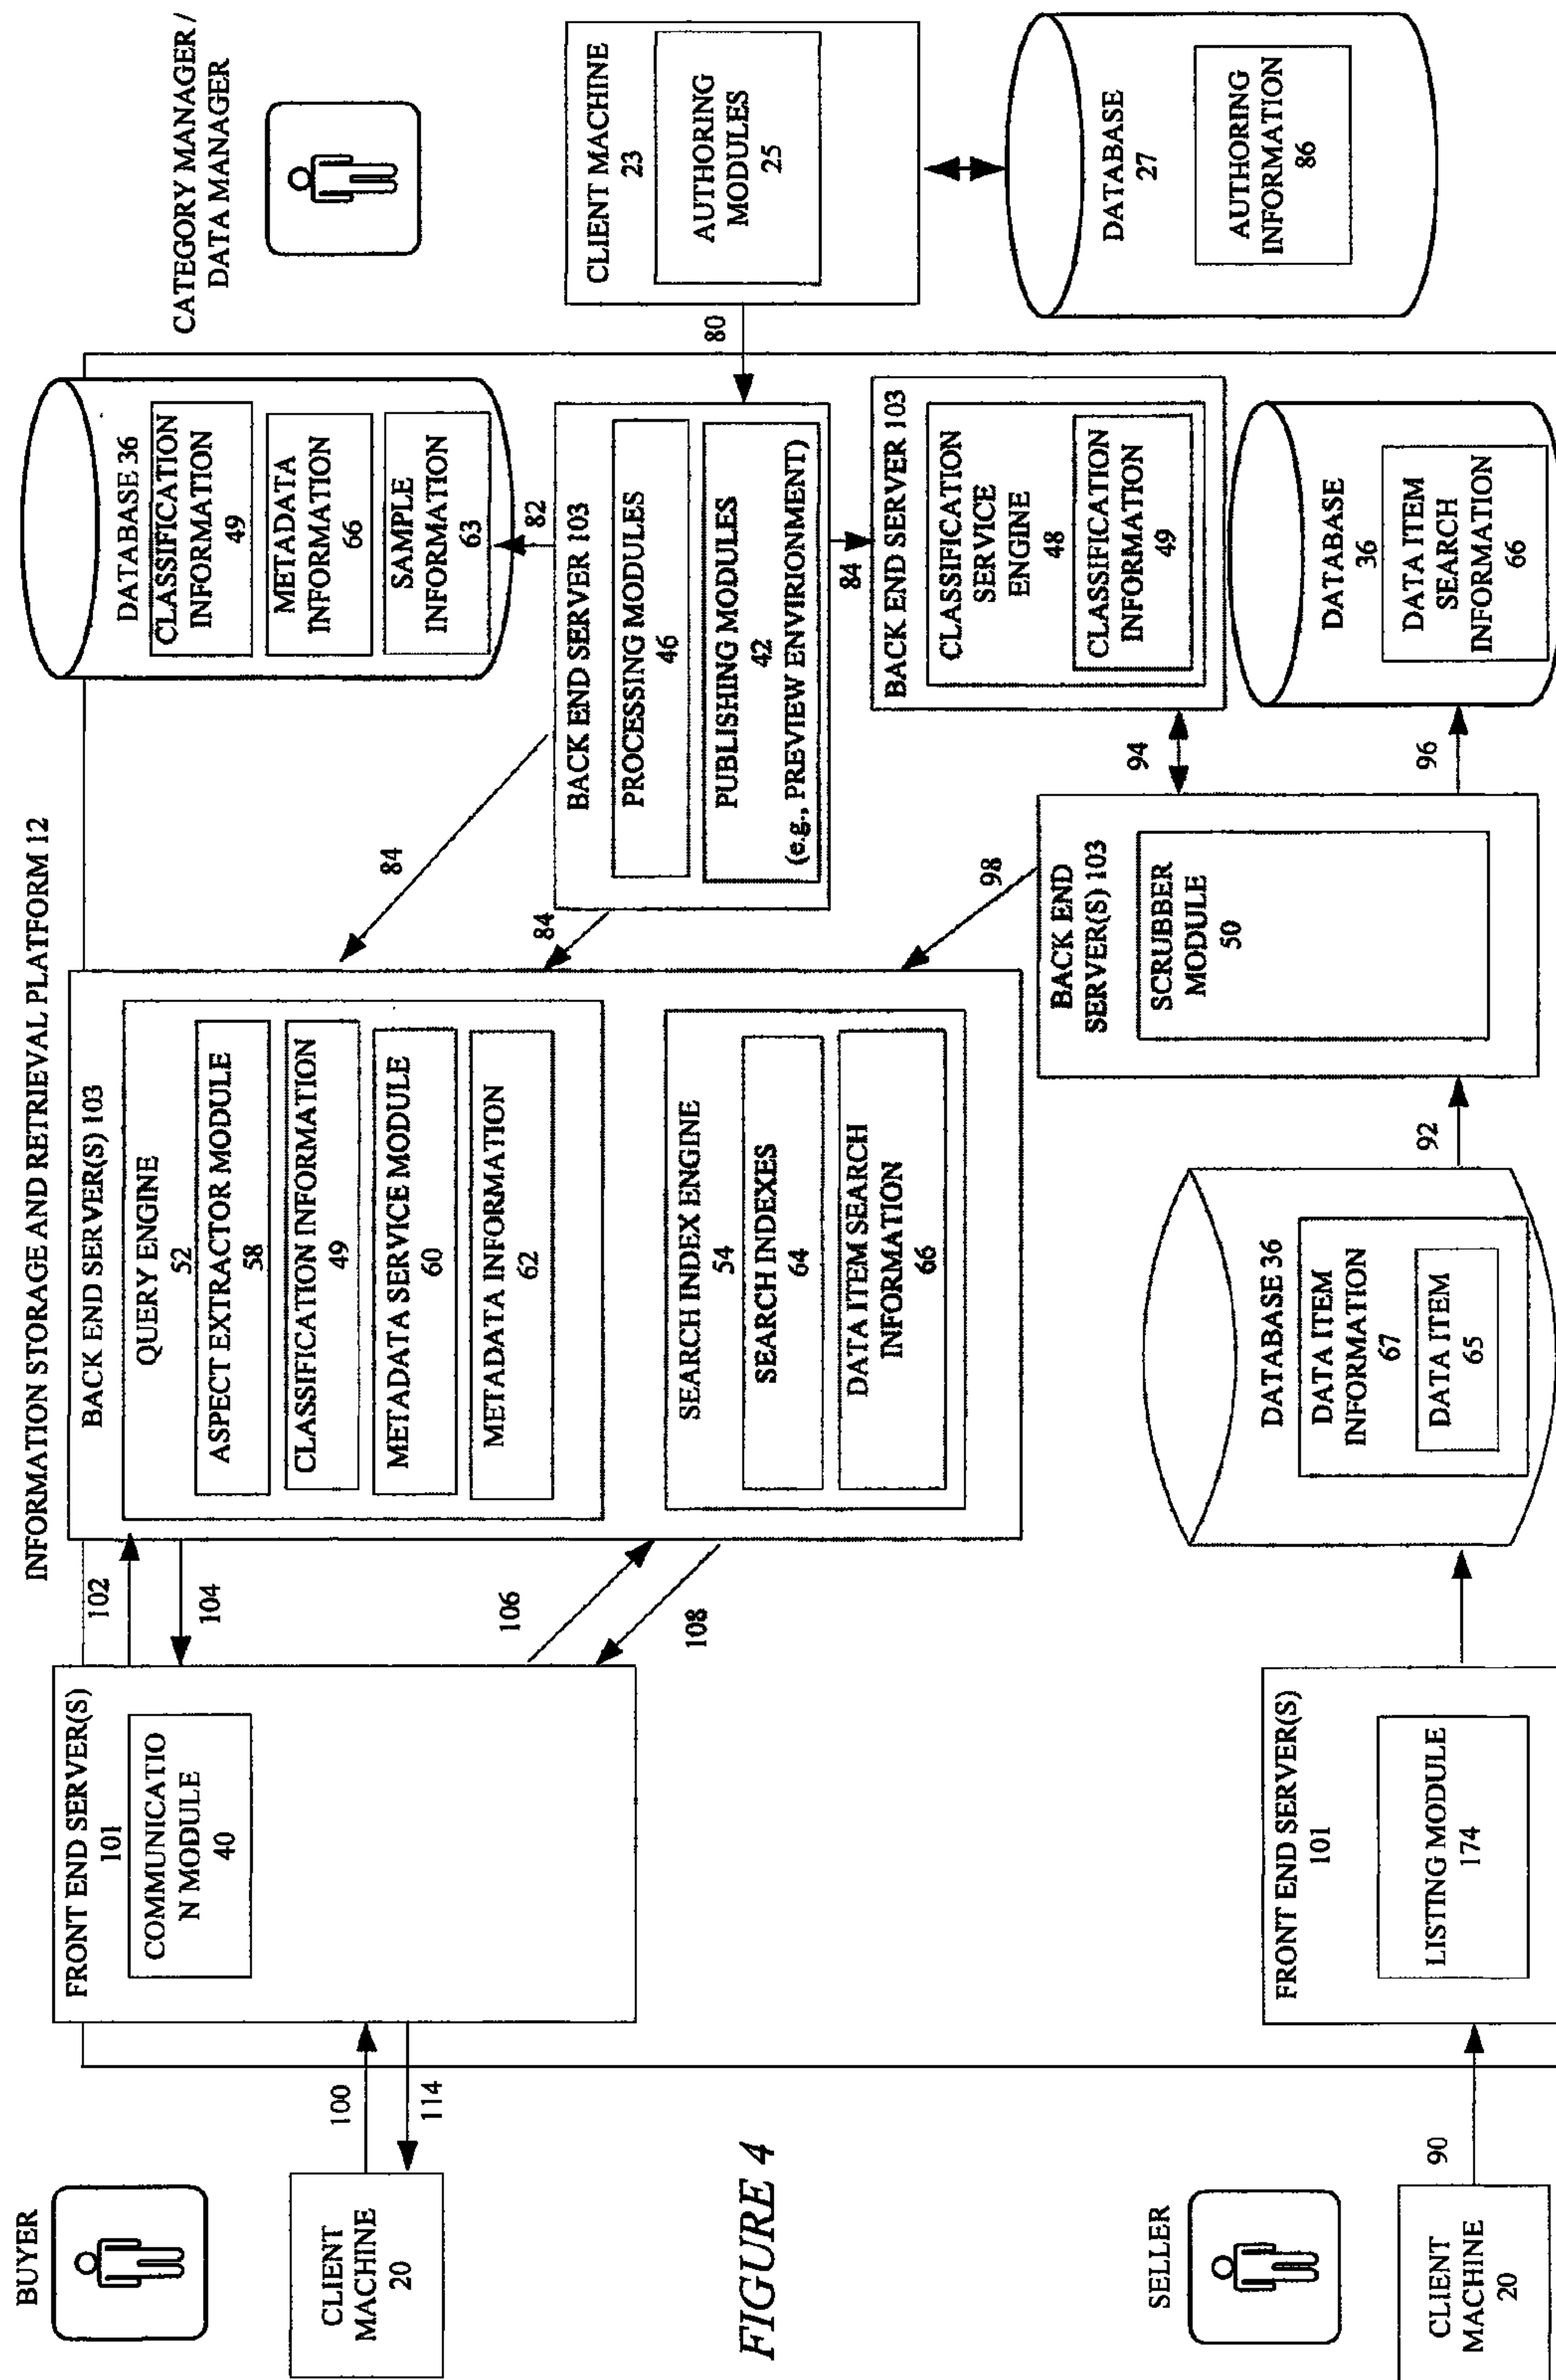 INFORMATION STORAGE AND RETRIEVAL PLATFORM 12
BUYER
CLIENT
MACHINE
20
100
114
FRONT END SERVER(S)
101
COMMUNICATIO
N MODULE
40
102
104
106
108
BACK END SERVER(S) 103
QUERY ENGINE
52
ASPECT EXTRACTOR MODULE
58
CLASSIFICATION INFORMATION
49
METADATA SERVICE MODULE
60
METADATA INFORMATION
62
SEARCH INDEX ENGINE
54
SEARCH INDEXES
64
DATA ITEM SEARCH
INFORMATION
66
84
84
98
DATABASE 36
CLASSIFICATION
INFORMATION
49
METADATA
INFORMATION
66
SAMPLE
INFORMATION
63
82
BACK END SERVER 103
PROCESSING MODULES
46
PUBLISHING MODULES
42
(e.g., PREVIEW ENVIRIONMENT)
84
80
CATEGORY MANAGER /
DATA MANAGER
CLIENT MACHINE
23
AUTHORING
MODULES
25
DATABASE
27
AUTHORING
INFORMATION
86
BACK END SERVER 103
CLASSIFICATION
SERVICE
ENGINE
48
CLASSIFICATION
INFORMATION
49
94
DATABASE
36
DATA ITEM
SEARCH
INFORMATION
66
96
BACK END
SERVER(S) 103
SCRUBBER
MODULE
50
92
DATABASE 36
DATA ITEM
INFORMATION
67
DATA ITEM
65
FRONT END SERVER(S)
101
LISTING MODULE
174
90
SELLER
CLIENT
MACHINE
20
FIGURE 4